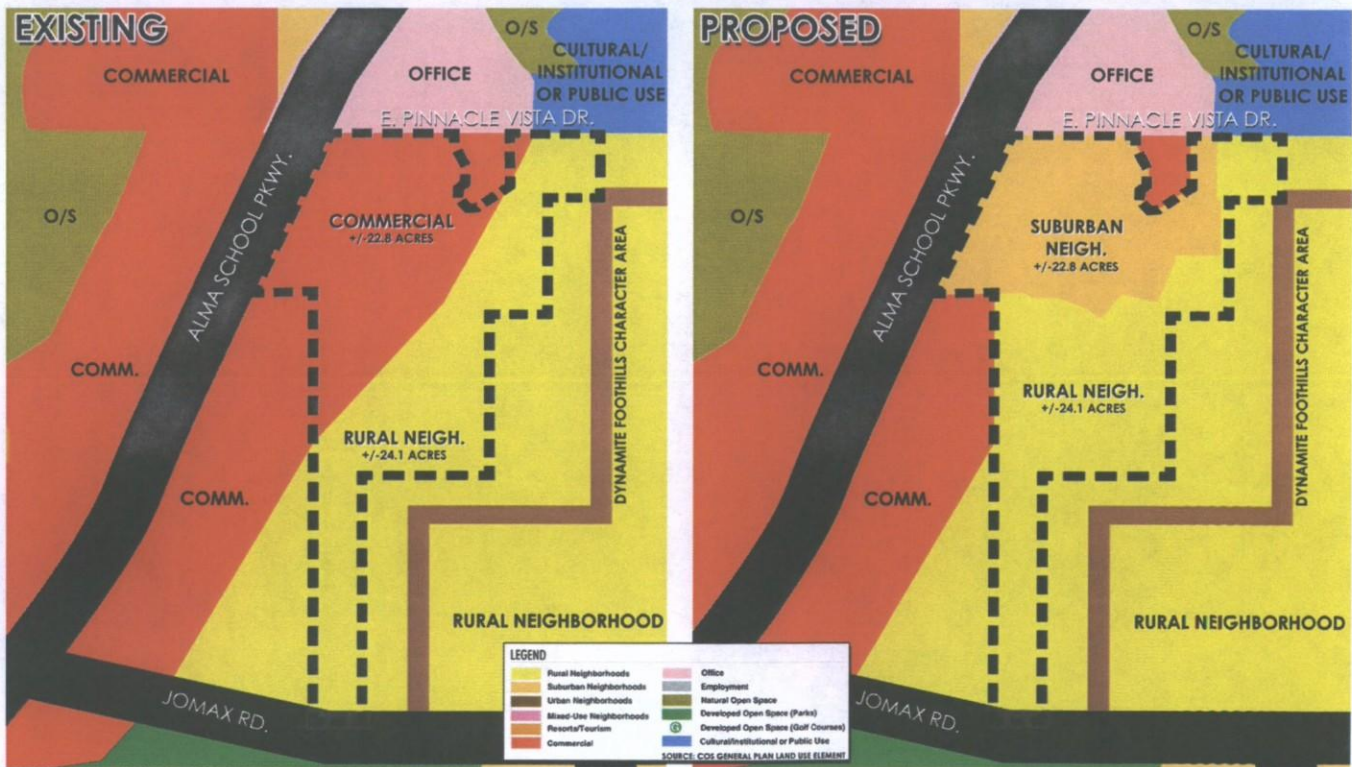 EXISTING
COMMERCIAL
OFFICE
O/S
CULTURAL/
INSTITUTIONAL
OR PUBLIC USE
E. PINNACLE VISTA DR.
ALMA SCHOOL PKWY.
O/S
COMMERCIAL
+/-22.8 ACRES
COMM.
RURAL NEIGH.
+/-24.1 ACRES
COMM.
DYNAMITE FOOTHILLS CHARACTER AREA
RURAL NEIGHBORHOOD
JOMAX RD.
PROPOSED
COMMERCIAL
OFFICE
O/S
CULTURAL/
INSTITUTIONAL
OR PUBLIC USE
E. PINNACLE VISTA DR.
ALMA SCHOOL PKWY.
O/S
SUBURBAN
NEIGH.
+/-22.8 ACRES
COMM.
RURAL NEIGH.
+/-24.1 ACRES
COMM.
DYNAMITE FOOTHILLS CHARACTER AREA
RURAL NEIGHBORHOOD
JOMAX RD.
LEGEND
Rural Neighborhoods
Suburban Neighborhoods
Urban Neighborhoods
Mixed-Use Neighborhoods
Resorts/Tourism
Commercial
Office
Employment
Natural Open Space
Developed Open Space (Parks)
G Developed Open Space (Golf Courses)
Cultural/Institutional or Public Use
SOURCE: COS GENERAL PLAN LAND USE ELEMENT